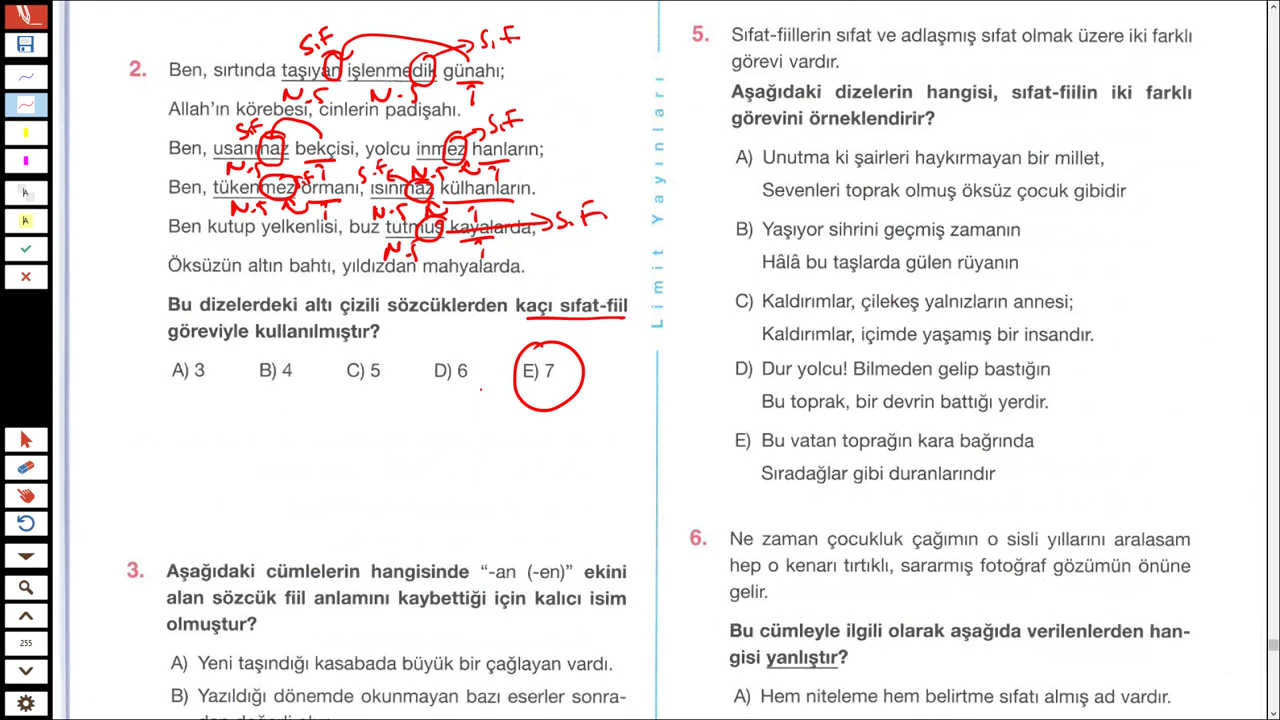 2. Ben, sırtında taşıyan işlenmedik günahı;
Allah'ın körebesi, cinlerin padişahı.
Ben, usanmaz bekçisi, yolcu inmez hanların;
Ben, tükenmez ormanı, ısınmaz külhanların.
Ben kutup yelkenlisi, buz tutmuş kayalarda;
Öksüzün altın bahtı, yıldızdan mahyalarda.
Bu dizelerdeki altı çizili sözcüklerden kaçı sıfat-fiil
göreviyle kullanılmıştır?
A) 3 B) 4 C) 5 D) 6 E) 7
S.F
S.F
N.S
N.S
S.F
S.F
N.S
N.S
S.F
N.S
N.S
S.F
N.S
3. Aşağıdaki cümlelerin hangisinde “-an (-en)” ekini
alan sözcük fiil anlamını kaybettiği için kalıcı isim
olmuştur?
A) Yeni taşındığı kasabada büyük bir çağlayan vardı.
B) Yazıldığı dönemde okunmayan bazı eserler sonra-
Limit Yayınları
5. Sıfat-fiillerin sıfat ve adlaşmış sıfat olmak üzere iki farklı
görevi vardır.
Aşağıdaki dizelerin hangisi, sıfat-fiilin iki farklı
görevini örneklendirir?
A) Unutma ki şairleri haykırmayan bir millet,
Sevenleri toprak olmuş öksüz çocuk gibidir
B) Yaşıyor sihrini geçmiş zamanın
Hâlâ bu taşlarda gülen rüyanın
C) Kaldırımlar, çilekeş yalnızların annesi;
Kaldırımlar, içimde yaşamış bir insandır.
D) Dur yolcu! Bilmeden gelip bastığın
Bu toprak, bir devrin battığı yerdir.
E) Bu vatan toprağın kara bağrında
Sıradağlar gibi duranlarındır
6. Ne zaman çocukluk çağımın o sisli yıllarını aralasam
hep o kenarı tırtıklı, sararmış fotoğraf gözümün önüne
gelir.
Bu cümleyle ilgili olarak aşağıda verilenlerden han-
gisi yanlıştır?
A) Hem niteleme hem belirtme sıfatı almış ad vardır.
255